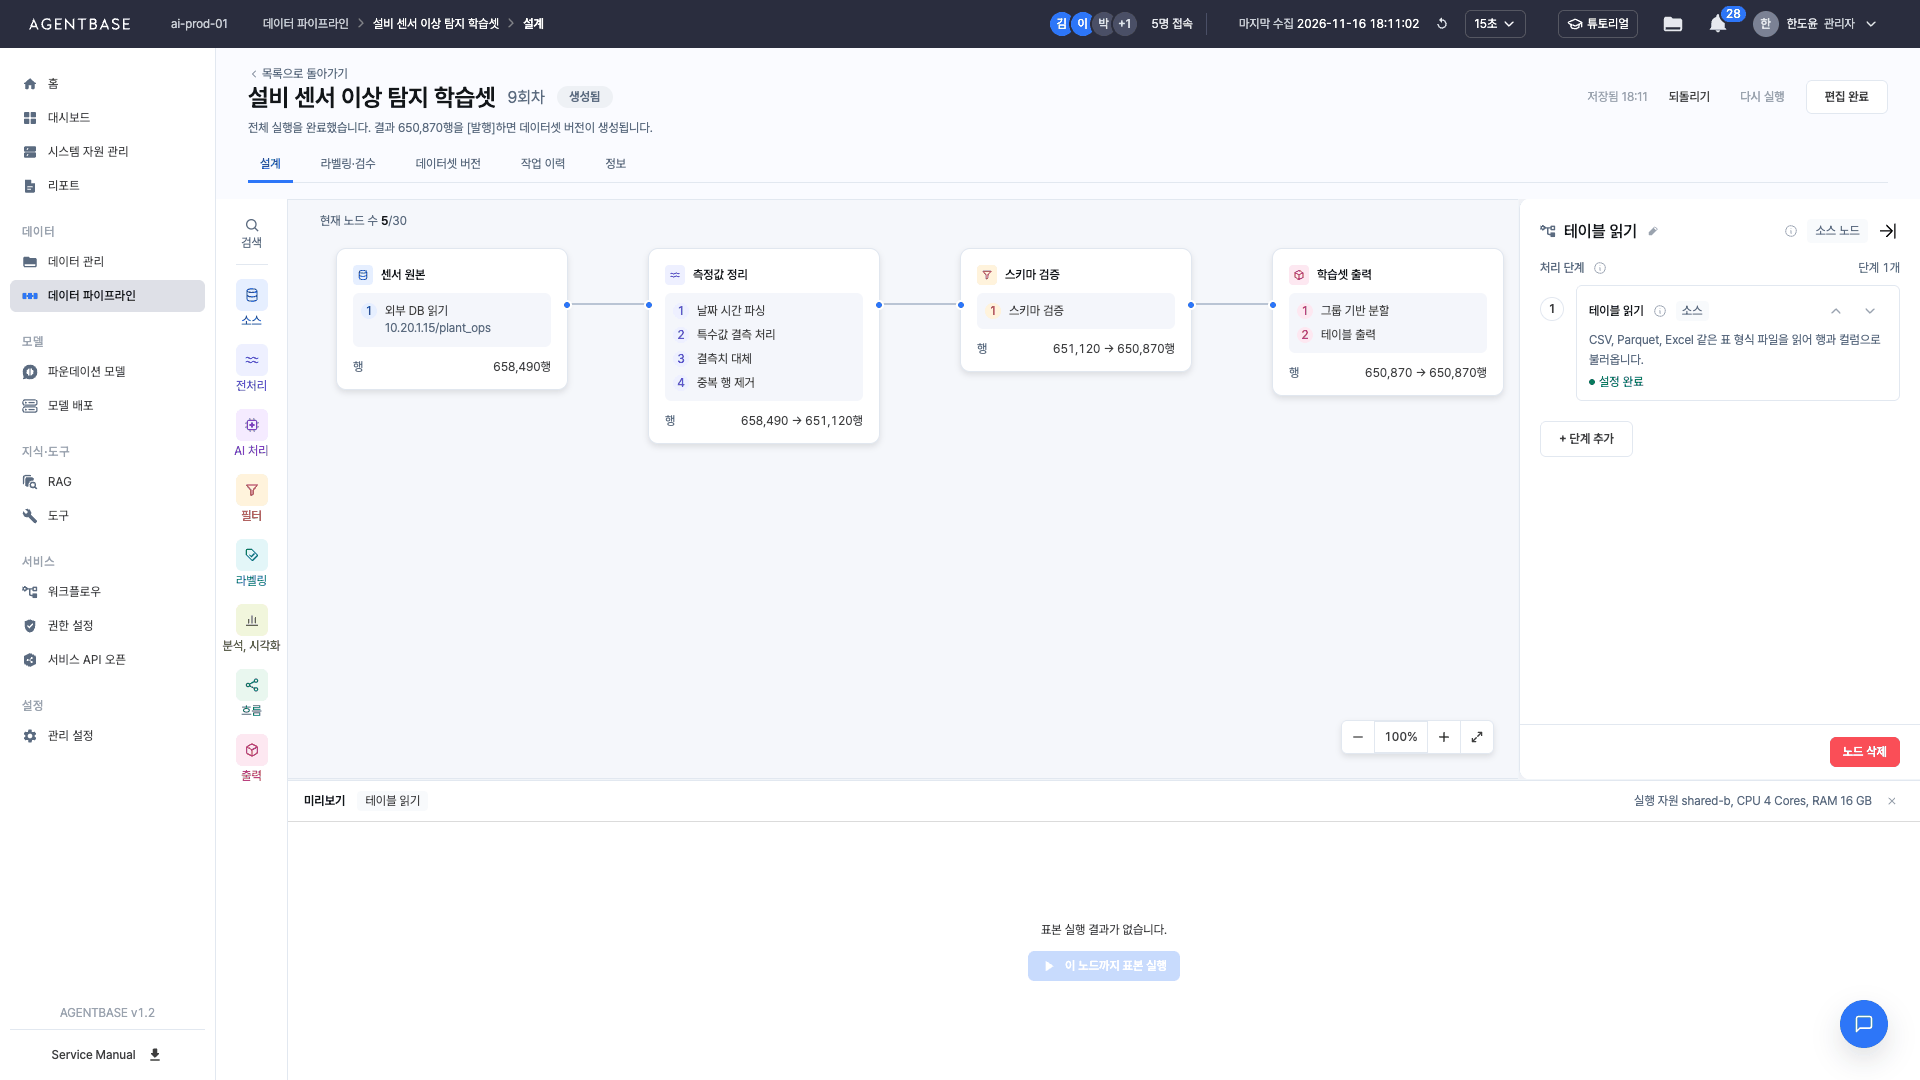 AGENTBASE
ai-prod-01
데이터 파이프라인 > 설비 센서 이상 탐지 학습셋 > 설계
김 이 박 +1 5명 접속
마지막 수집 2026-11-16 18:11:02
15초
튜토리얼
28
한 한도윤 관리자
홈
대시보드
시스템 자원 관리
리포트
데이터
데이터 관리
데이터 파이프라인
모델
파운데이션 모델
모델 배포
지식·도구
RAG
도구
서비스
워크플로우
권한 설정
서비스 API 오픈
설정
관리 설정
AGENTBASE v1.2
Service Manual
목록으로 돌아가기
설비 센서 이상 탐지 학습셋 9회차 생성됨
전체 실행을 완료했습니다. 결과 650,870행을 [발행]하면 데이터셋 버전이 생성됩니다.
저장됨 18:11
되돌리기
다시 실행
편집 완료
설계
라벨링·검수
데이터셋 버전
작업 이력
정보
검색
소스
전처리
AI 처리
필터
라벨링
분석, 시각화
흐름
출력
현재 노드 수 5/30
센서 원본
1 외부 DB 읽기
10.20.1.15/plant_ops
행 658,490행
측정값 정리
1 날짜 시간 파싱
2 특수값 결측 처리
3 결측치 대체
4 중복 행 제거
행 658,490 → 651,120행
스키마 검증
1 스키마 검증
행 651,120 → 650,870행
학습셋 출력
1 그룹 기반 분할
2 테이블 출력
행 650,870 → 650,870행
100%
테이블 읽기
소스 노드
처리 단계
단계 1개
1
테이블 읽기 소스
CSV, Parquet, Excel 같은 표 형식 파일을 읽어 행과 컬럼으로
불러옵니다.
설정 완료
+ 단계 추가
노드 삭제
미리보기 테이블 읽기
실행 자원 shared-b, CPU 4 Cores, RAM 16 GB
표본 실행 결과가 없습니다.
이 노드까지 표본 실행